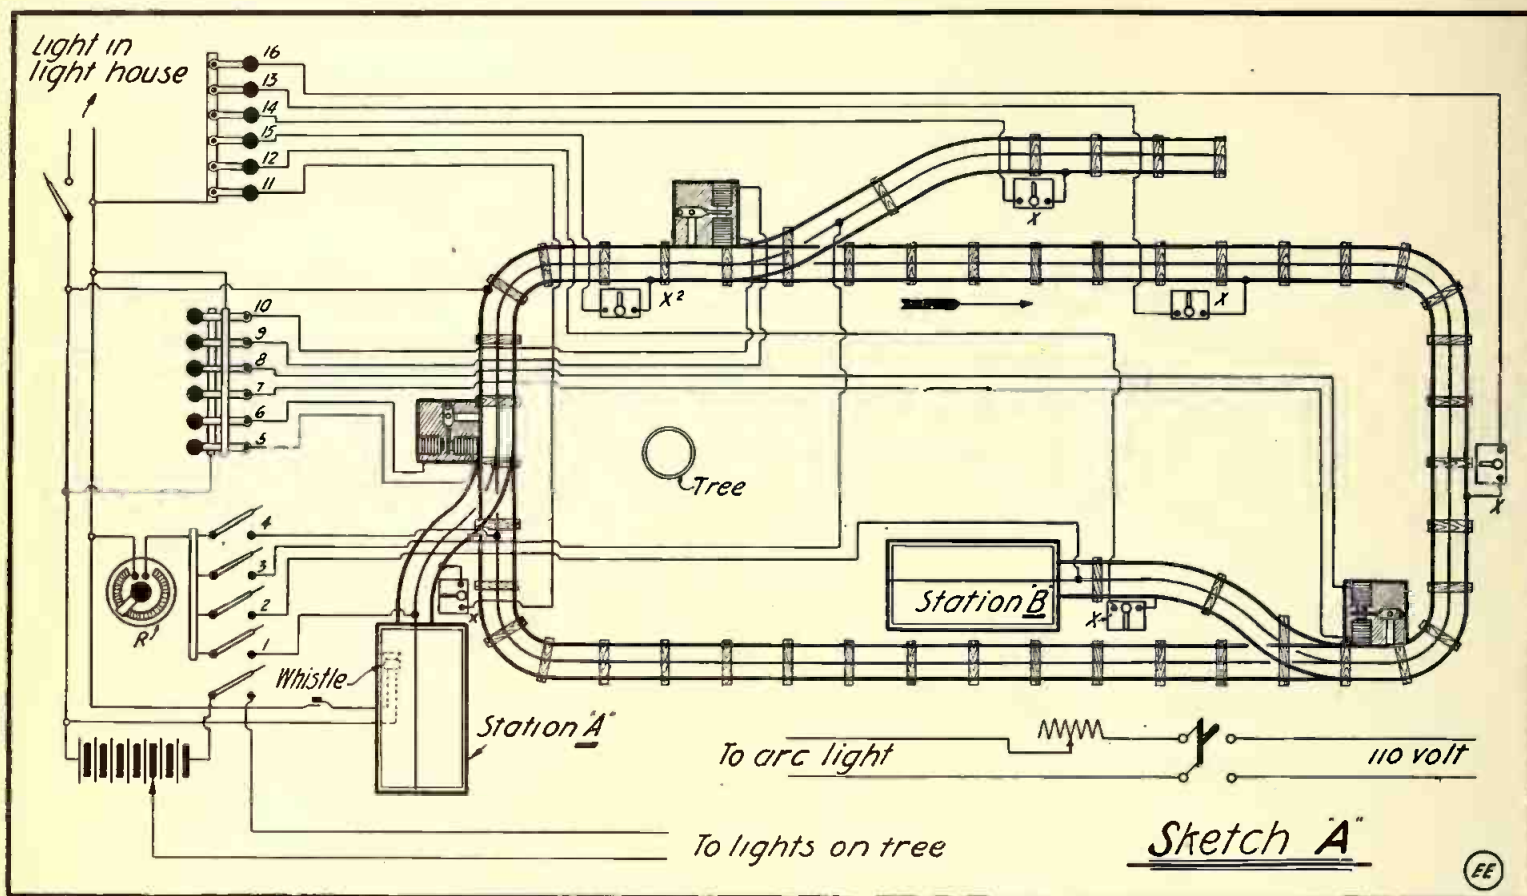 Light in
light house
16
13
14
15
12
11
X
X²
X
10
9
8
7
6
5
Tree
X
4
3
2
1
R
X
Station "B"
X
Whistle
Station "A"
To arc light
110 volt
To lights on tree
Sketch "A"
EE